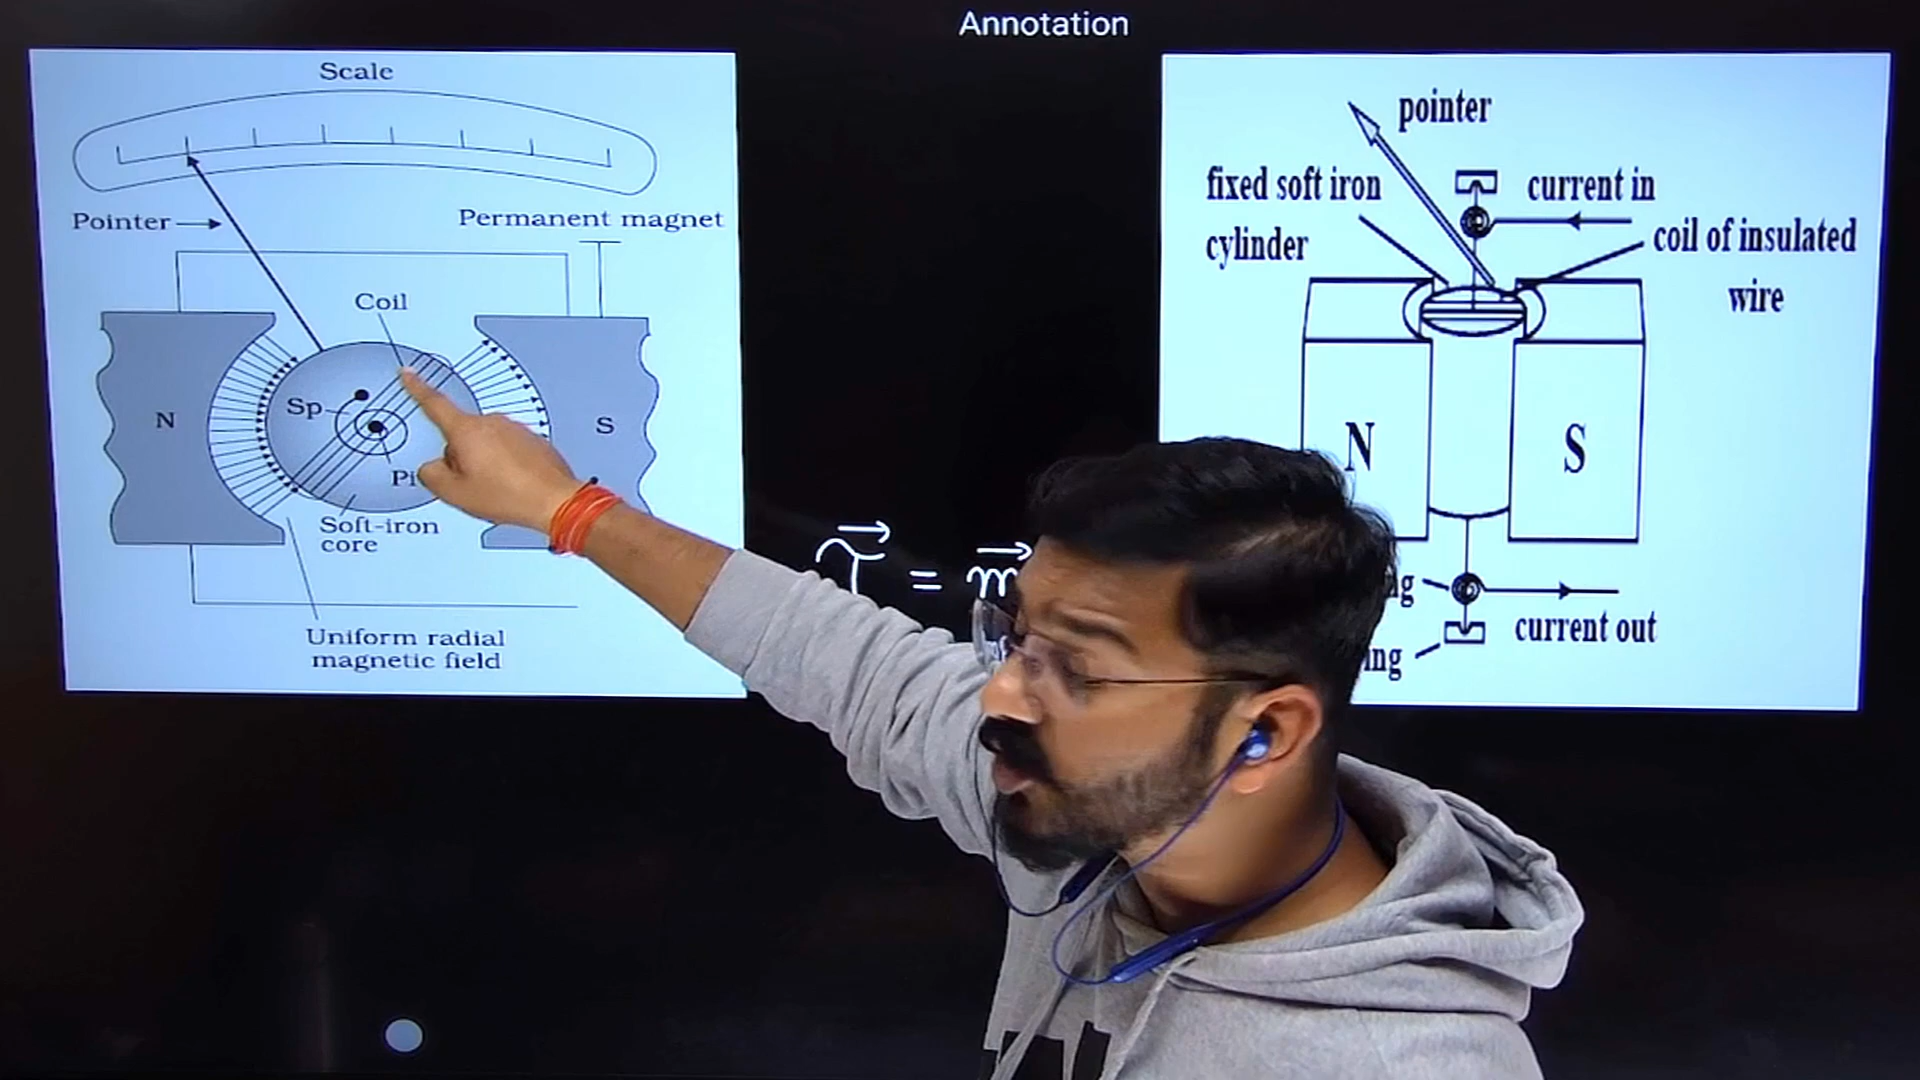 Annotation
Scale
Pointer
Permanent magnet
Coil
N
Sp
S
Soft-iron
core
Uniform radial
magnetic field
τ⃗ = m⃗
pointer
fixed soft iron
cylinder
current in
coil of insulated
wire
N
S
current out